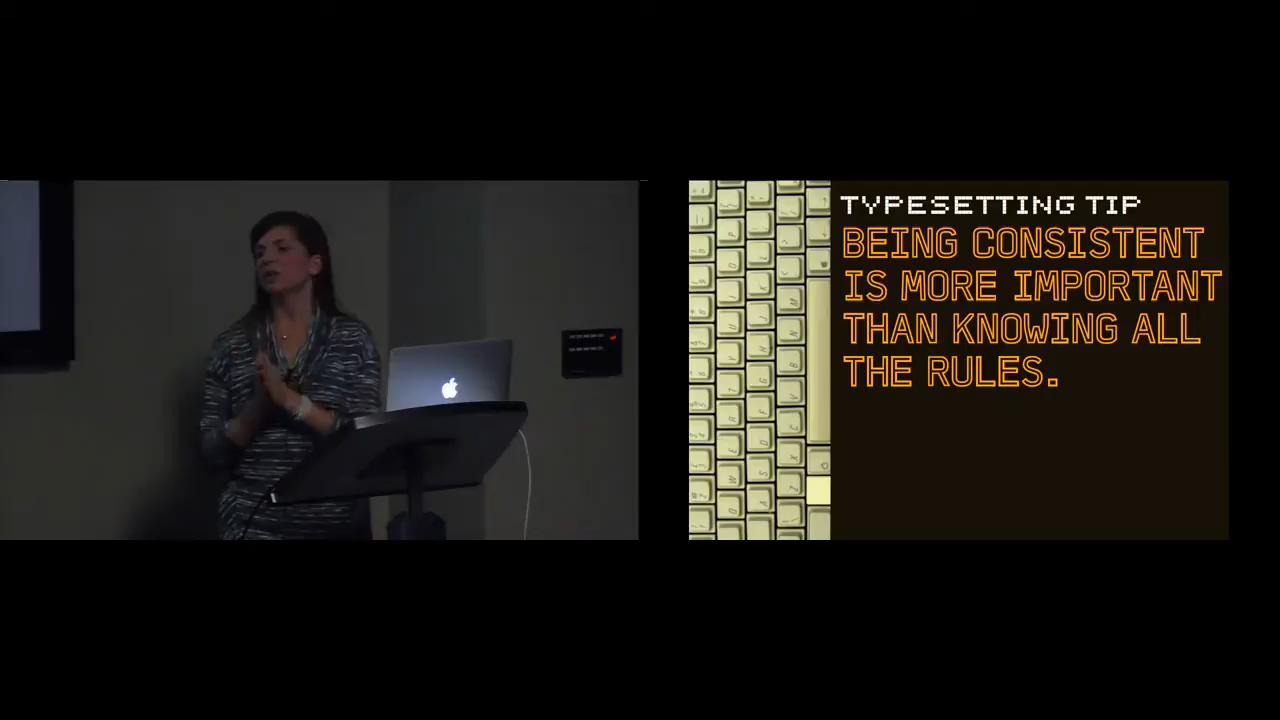 TYPESETTING TIP
BEING CONSISTENT
IS MORE IMPORTANT
THAN KNOWING ALL
THE RULES.